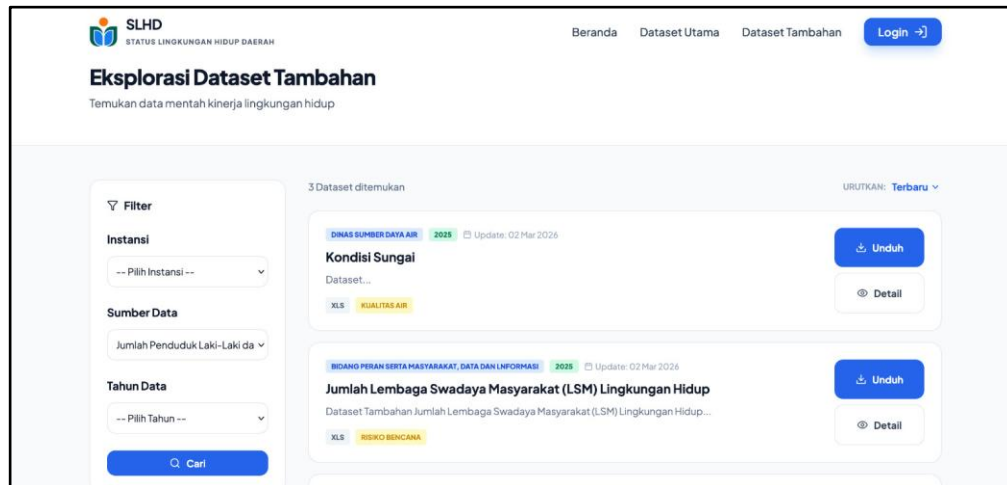 SLHD
STATUS LINGKUNGAN HIDUP DAERAH
Beranda
Dataset Utama
Dataset Tambahan
Login
Eksplorasi Dataset Tambahan
Temukan data mentah kinerja lingkungan hidup
Filter
Instansi
-- Pilih Instansi --
Sumber Data
Jumlah Penduduk Laki-Laki da
Tahun Data
-- Pilih Tahun --
Cari
3 Dataset ditemukan
URUTKAN: Terbaru
DINAS SUMBER DAYA AIR 2025 Update: 02 Mar 2026
Kondisi Sungai
Dataset...
XLS KUALITAS AIR
Unduh
Detail
BIDANG PERAN SERTA MASYARAKAT, DATA DAN LNFORMASI 2025 Update: 02 Mar 2026
Jumlah Lembaga Swadaya Masyarakat (LSM) Lingkungan Hidup
Dataset Tambahan Jumlah Lembaga Swadaya Masyarakat (LSM) Lingkungan Hidup...
XLS RISIKO BENCANA
Unduh
Detail